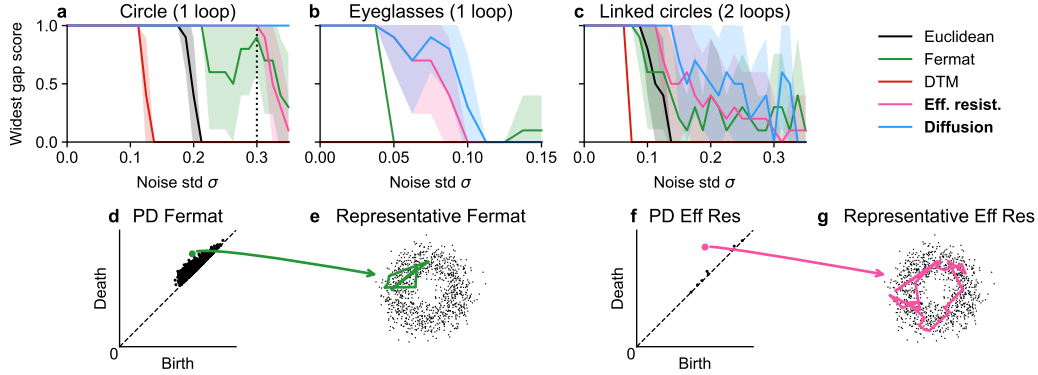 a Circle (1 loop)
b Eyeglasses (1 loop)
c Linked circles (2 loops)
Widest gap score
1.0
0.5
0.0
0.0 0.1 0.2 0.3
Noise std σ
0.00 0.05 0.10 0.15
Noise std σ
0.0 0.1 0.2 0.3
Noise std σ
Euclidean
Fermat
DTM
Eff. resist.
Diffusion
d PD Fermat
Death
0
Birth
e Representative Fermat
f PD Eff Res
Death
0
Birth
g Representative Eff Res